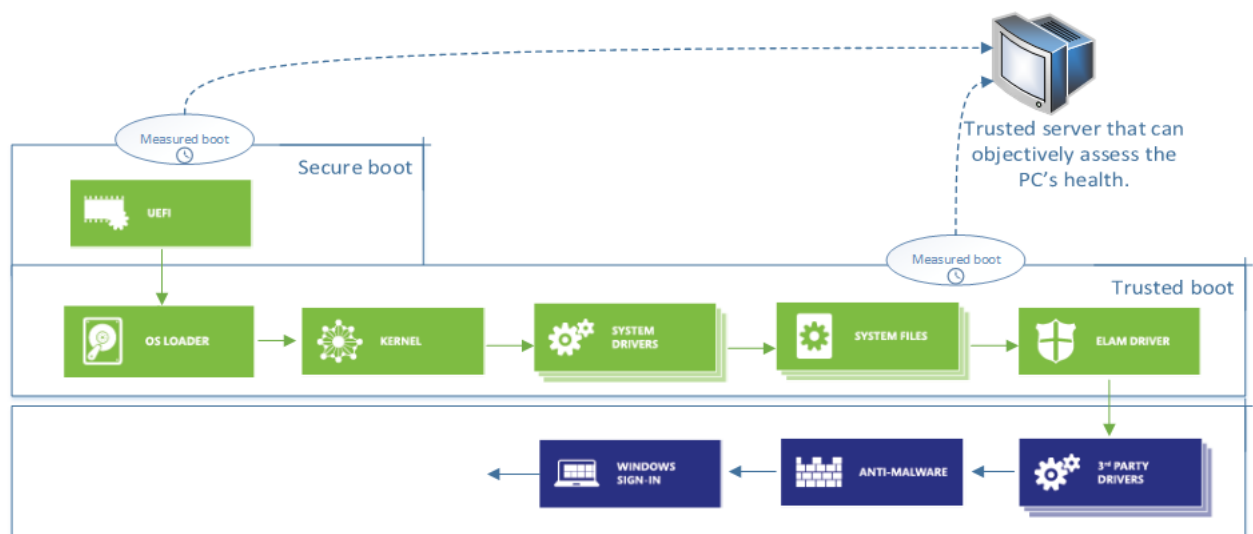 Measured boot
Secure boot
Trusted server that can
objectively assess the
PC's health.
UEFI
Measured boot
Trusted boot
OS LOADER
KERNEL
SYSTEM
DRIVERS
SYSTEM FILES
ELAM DRIVER
WINDOWS
SIGN-IN
ANTI-MALWARE
3rd PARTY
DRIVERS